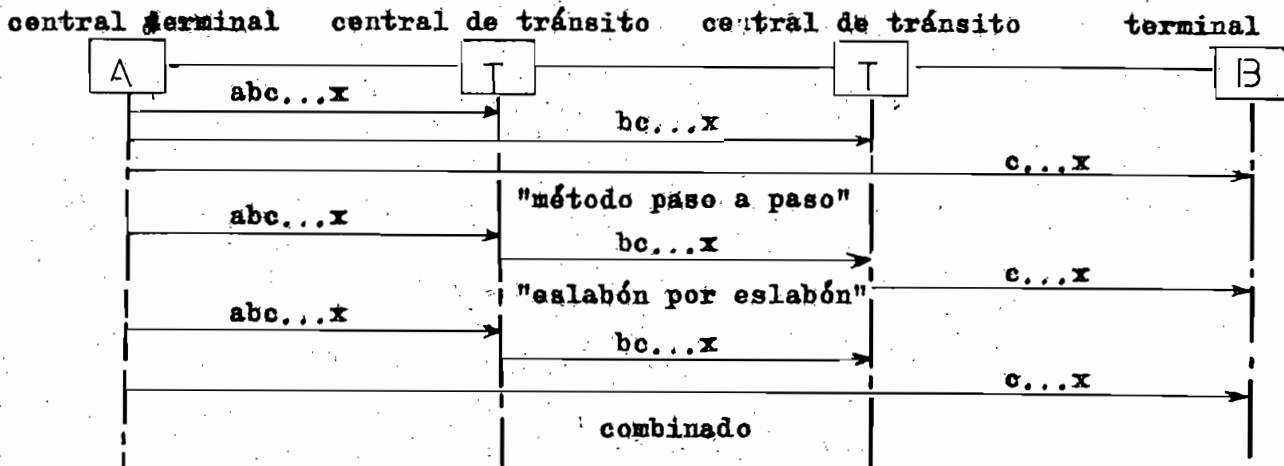 central terminal central de tránsito central de tránsito terminal
A T T B
abc...x
bc...x
c...x
"método paso a paso"
abc...x
bc...x
c...x
"eslabón por eslabón"
abc...x
bc...x
c...x
combinado